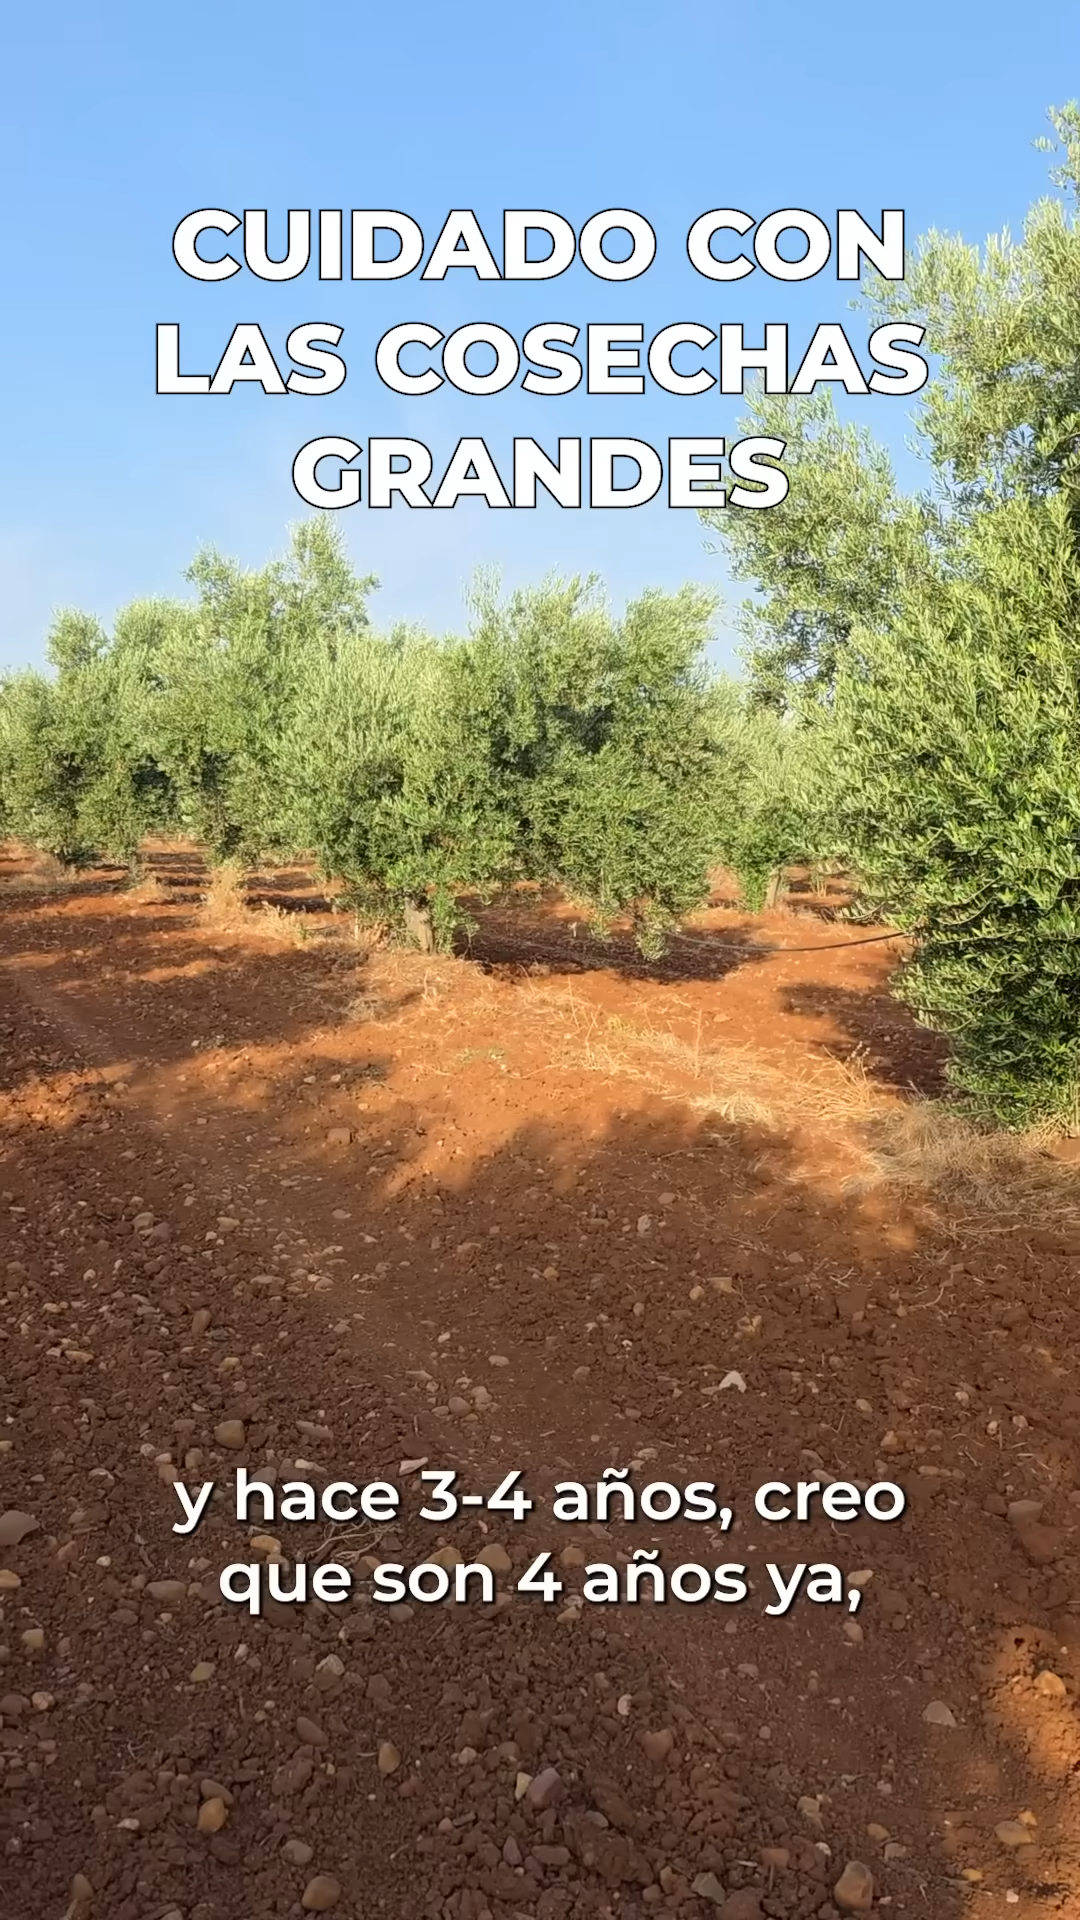 CUIDADO CON
LAS COSECHAS
GRANDES
y hace 3-4 años, creo
que son 4 años ya,